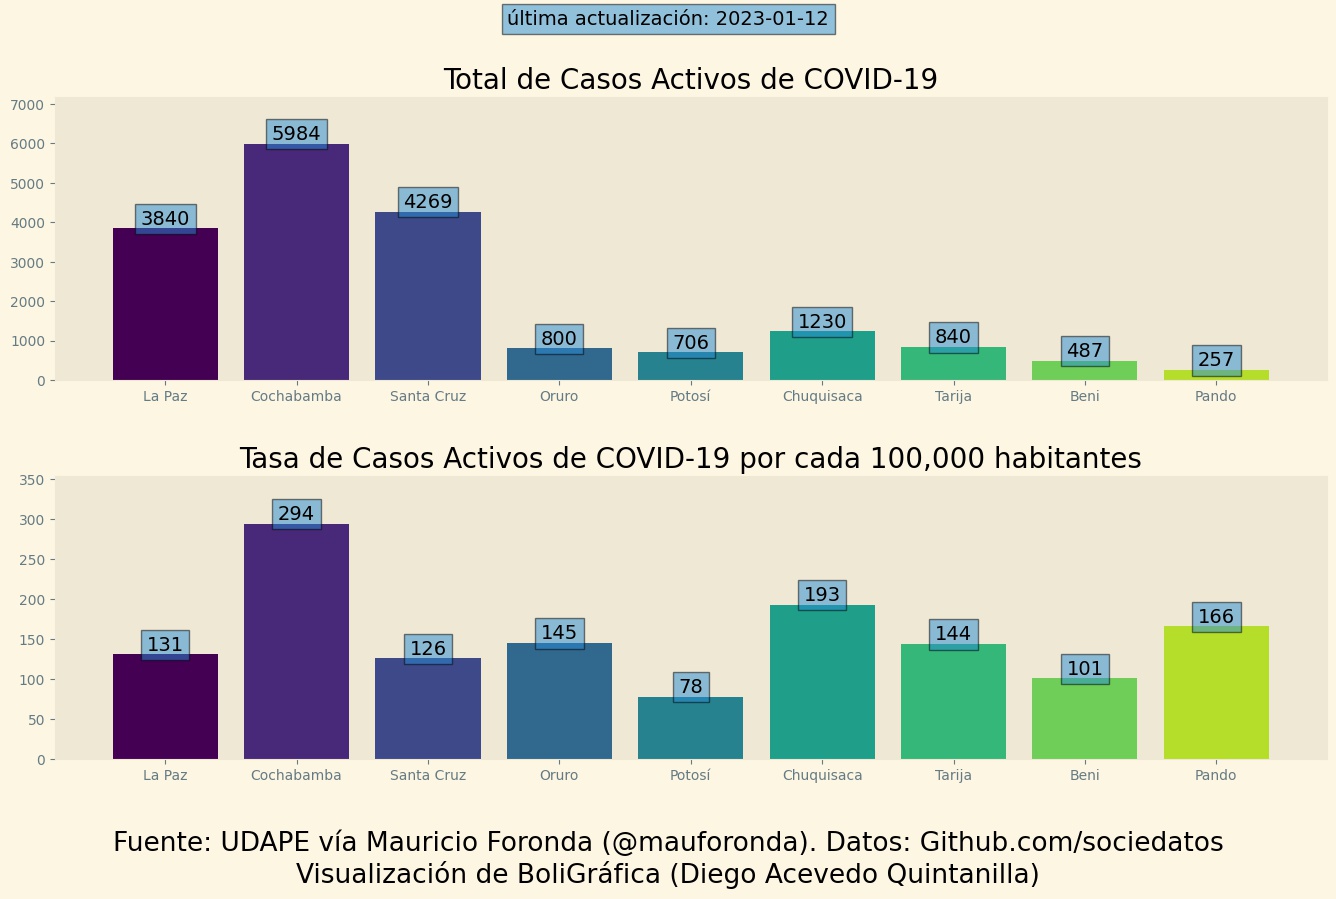 última actualización: 2023-01-12
Total de Casos Activos de COVID-19
7000
6000
5000
4000
3000
2000
1000
0
3840
5984
4269
800
706
1230
840
487
257
La Paz
Cochabamba
Santa Cruz
Oruro
Potosí
Chuquisaca
Tarija
Beni
Pando
Tasa de Casos Activos de COVID-19 por cada 100,000 habitantes
350
300
250
200
150
100
50
0
131
294
126
145
78
193
144
101
166
La Paz
Cochabamba
Santa Cruz
Oruro
Potosí
Chuquisaca
Tarija
Beni
Pando
Fuente: UDAPE vía Mauricio Foronda (@mauforonda). Datos: Github.com/sociedatos
Visualización de BoliGráfica (Diego Acevedo Quintanilla)